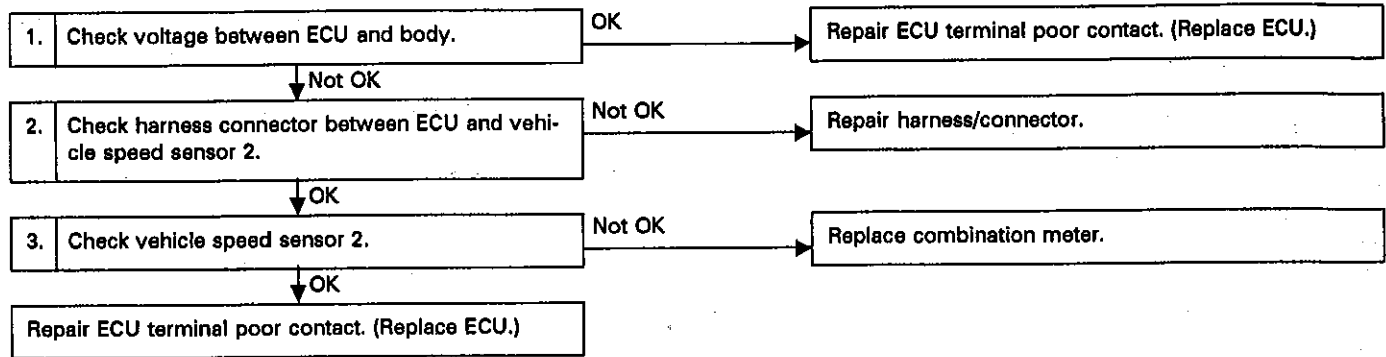 1. Check voltage between ECU and body.
OK
Repair ECU terminal poor contact. (Replace ECU.)
Not OK
2. Check harness connector between ECU and vehi-
cle speed sensor 2.
Not OK
Repair harness/connector.
OK
3. Check vehicle speed sensor 2.
Not OK
Replace combination meter.
OK
Repair ECU terminal poor contact. (Replace ECU.)